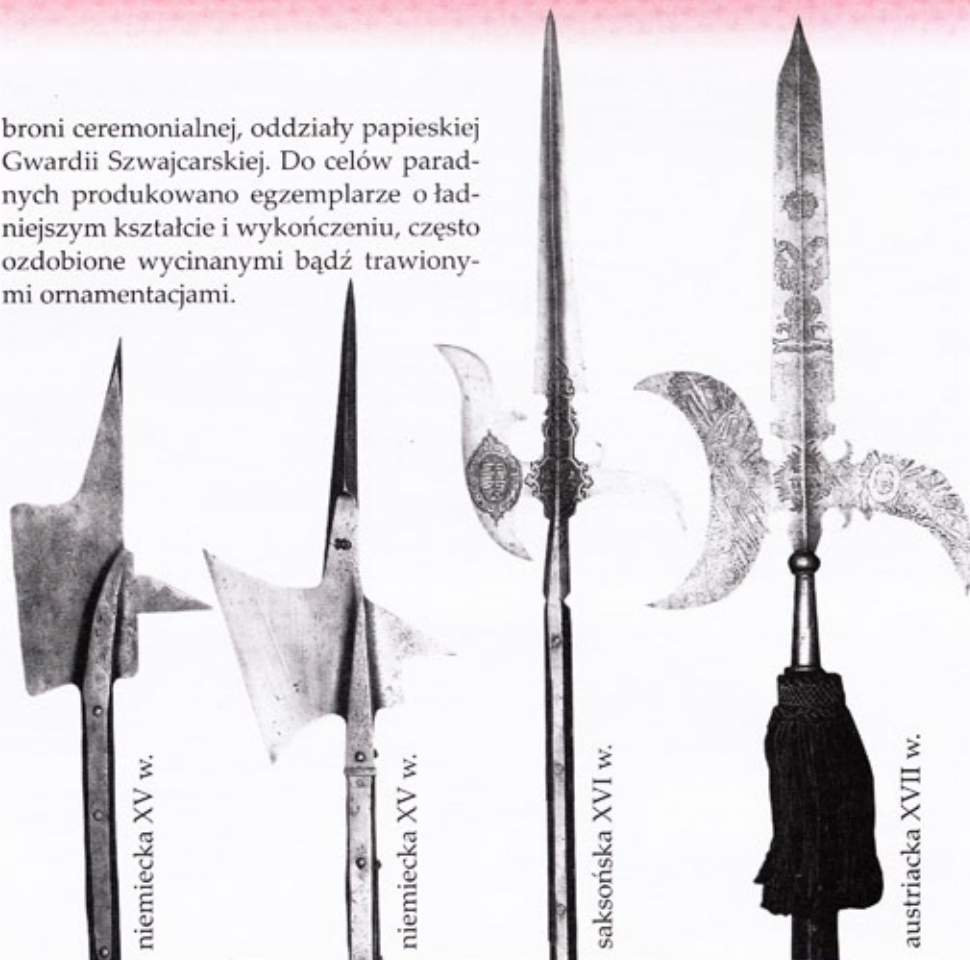 broni ceremonialnej, oddziały papieskiej
Gwardii Szwajcarskiej. Do celów parad-
nych produkowano egzemplarze o ład-
niejszym kształcie i wykończeniu, często
ozdobione wycinanymi bądź trawiony-
mi ornamentacjami.
niemiecka XV w.
niemiecka XV w.
saksońska XVI w.
austriacka XVII w.